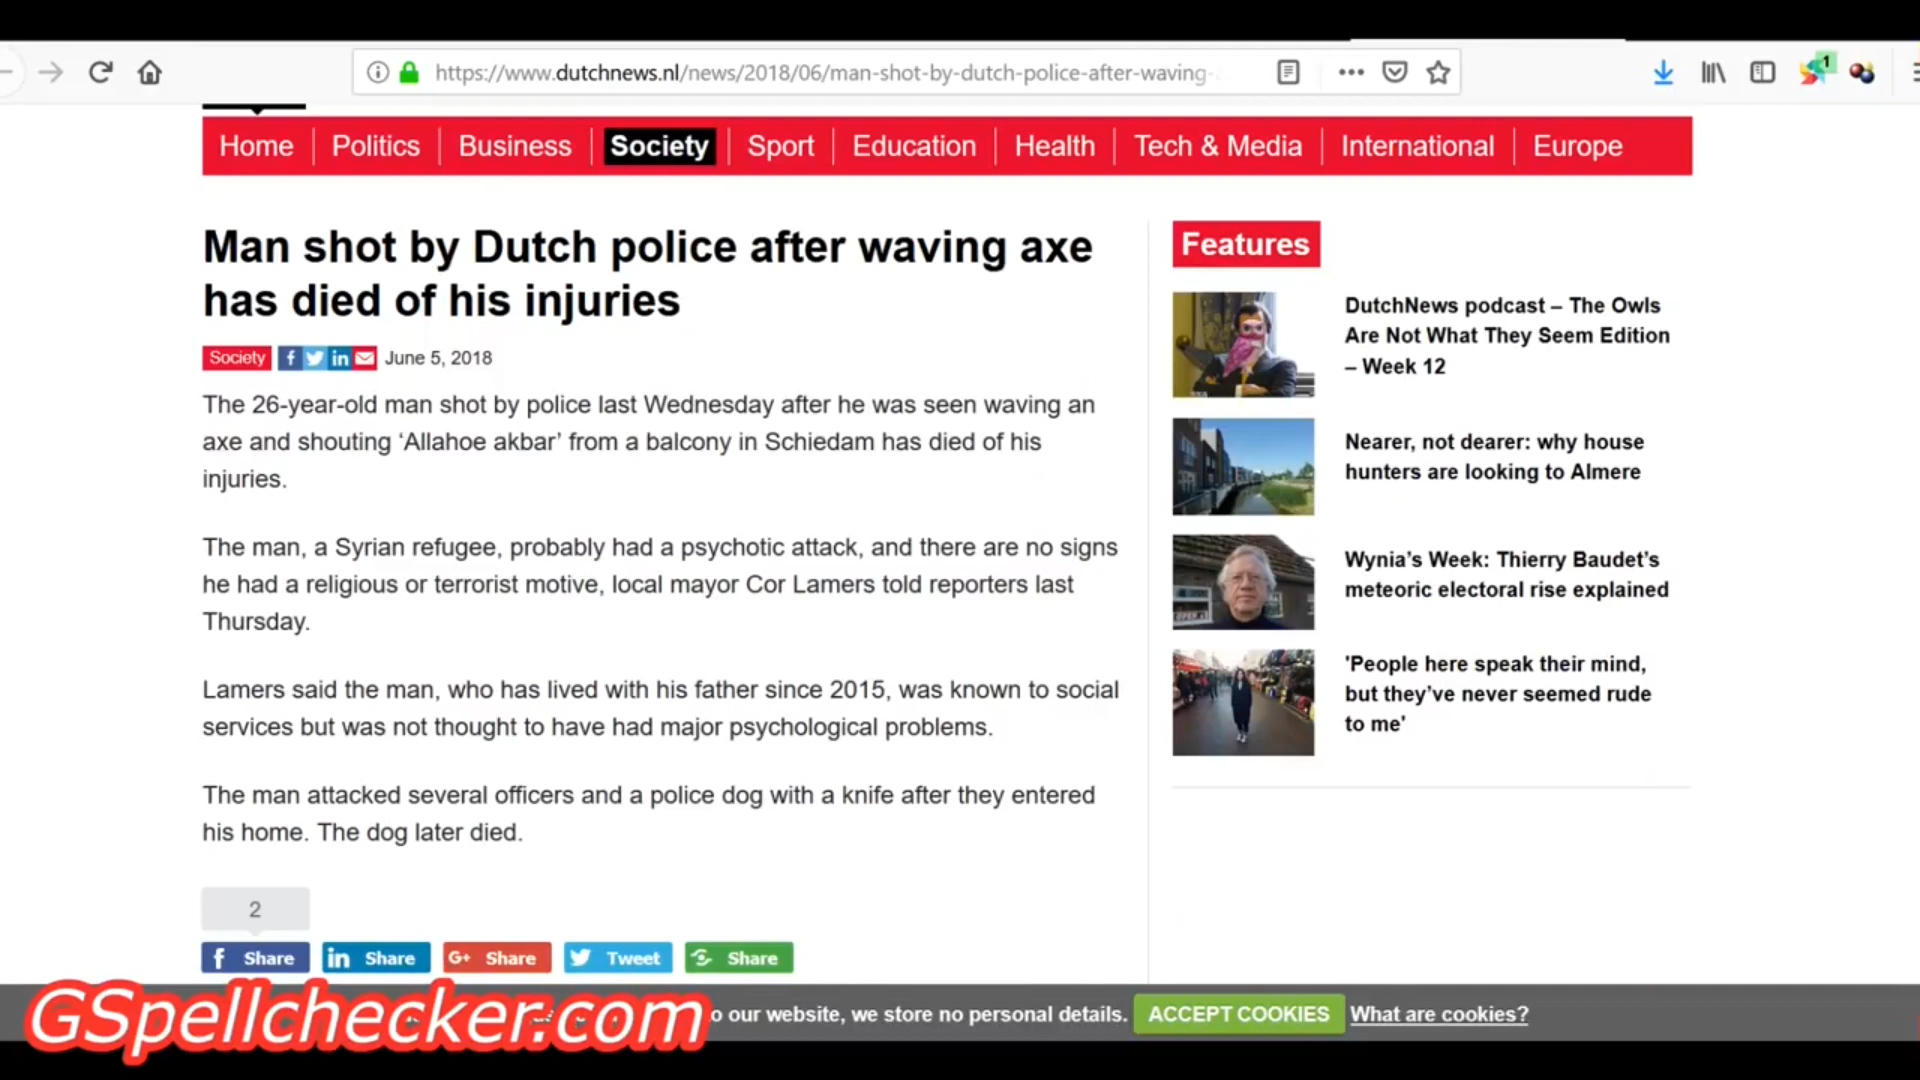 https://www.dutchnews.nl/news/2018/06/man-shot-by-dutch-police-after-waving-
1
Home Politics Business Society Sport Education Health Tech & Media International Europe
Man shot by Dutch police after waving axe
has died of his injuries
Society f in June 5, 2018
The 26-year-old man shot by police last Wednesday after he was seen waving an
axe and shouting ‘Allahoe akbar’ from a balcony in Schiedam has died of his
injuries.
The man, a Syrian refugee, probably had a psychotic attack, and there are no signs
he had a religious or terrorist motive, local mayor Cor Lamers told reporters last
Thursday.
Lamers said the man, who has lived with his father since 2015, was known to social
services but was not thought to have had major psychological problems.
The man attacked several officers and a police dog with a knife after they entered
his home. The dog later died.
2
f Share in Share G+ Share Tweet Share
Features
DutchNews podcast – The Owls
Are Not What They Seem Edition
– Week 12
Nearer, not dearer: why house
hunters are looking to Almere
Wynia’s Week: Thierry Baudet’s
meteoric electoral rise explained
'People here speak their mind,
but they’ve never seemed rude
to me'
GSpellchecker.com
o our website, we store no personal details. ACCEPT COOKIES What are cookies?